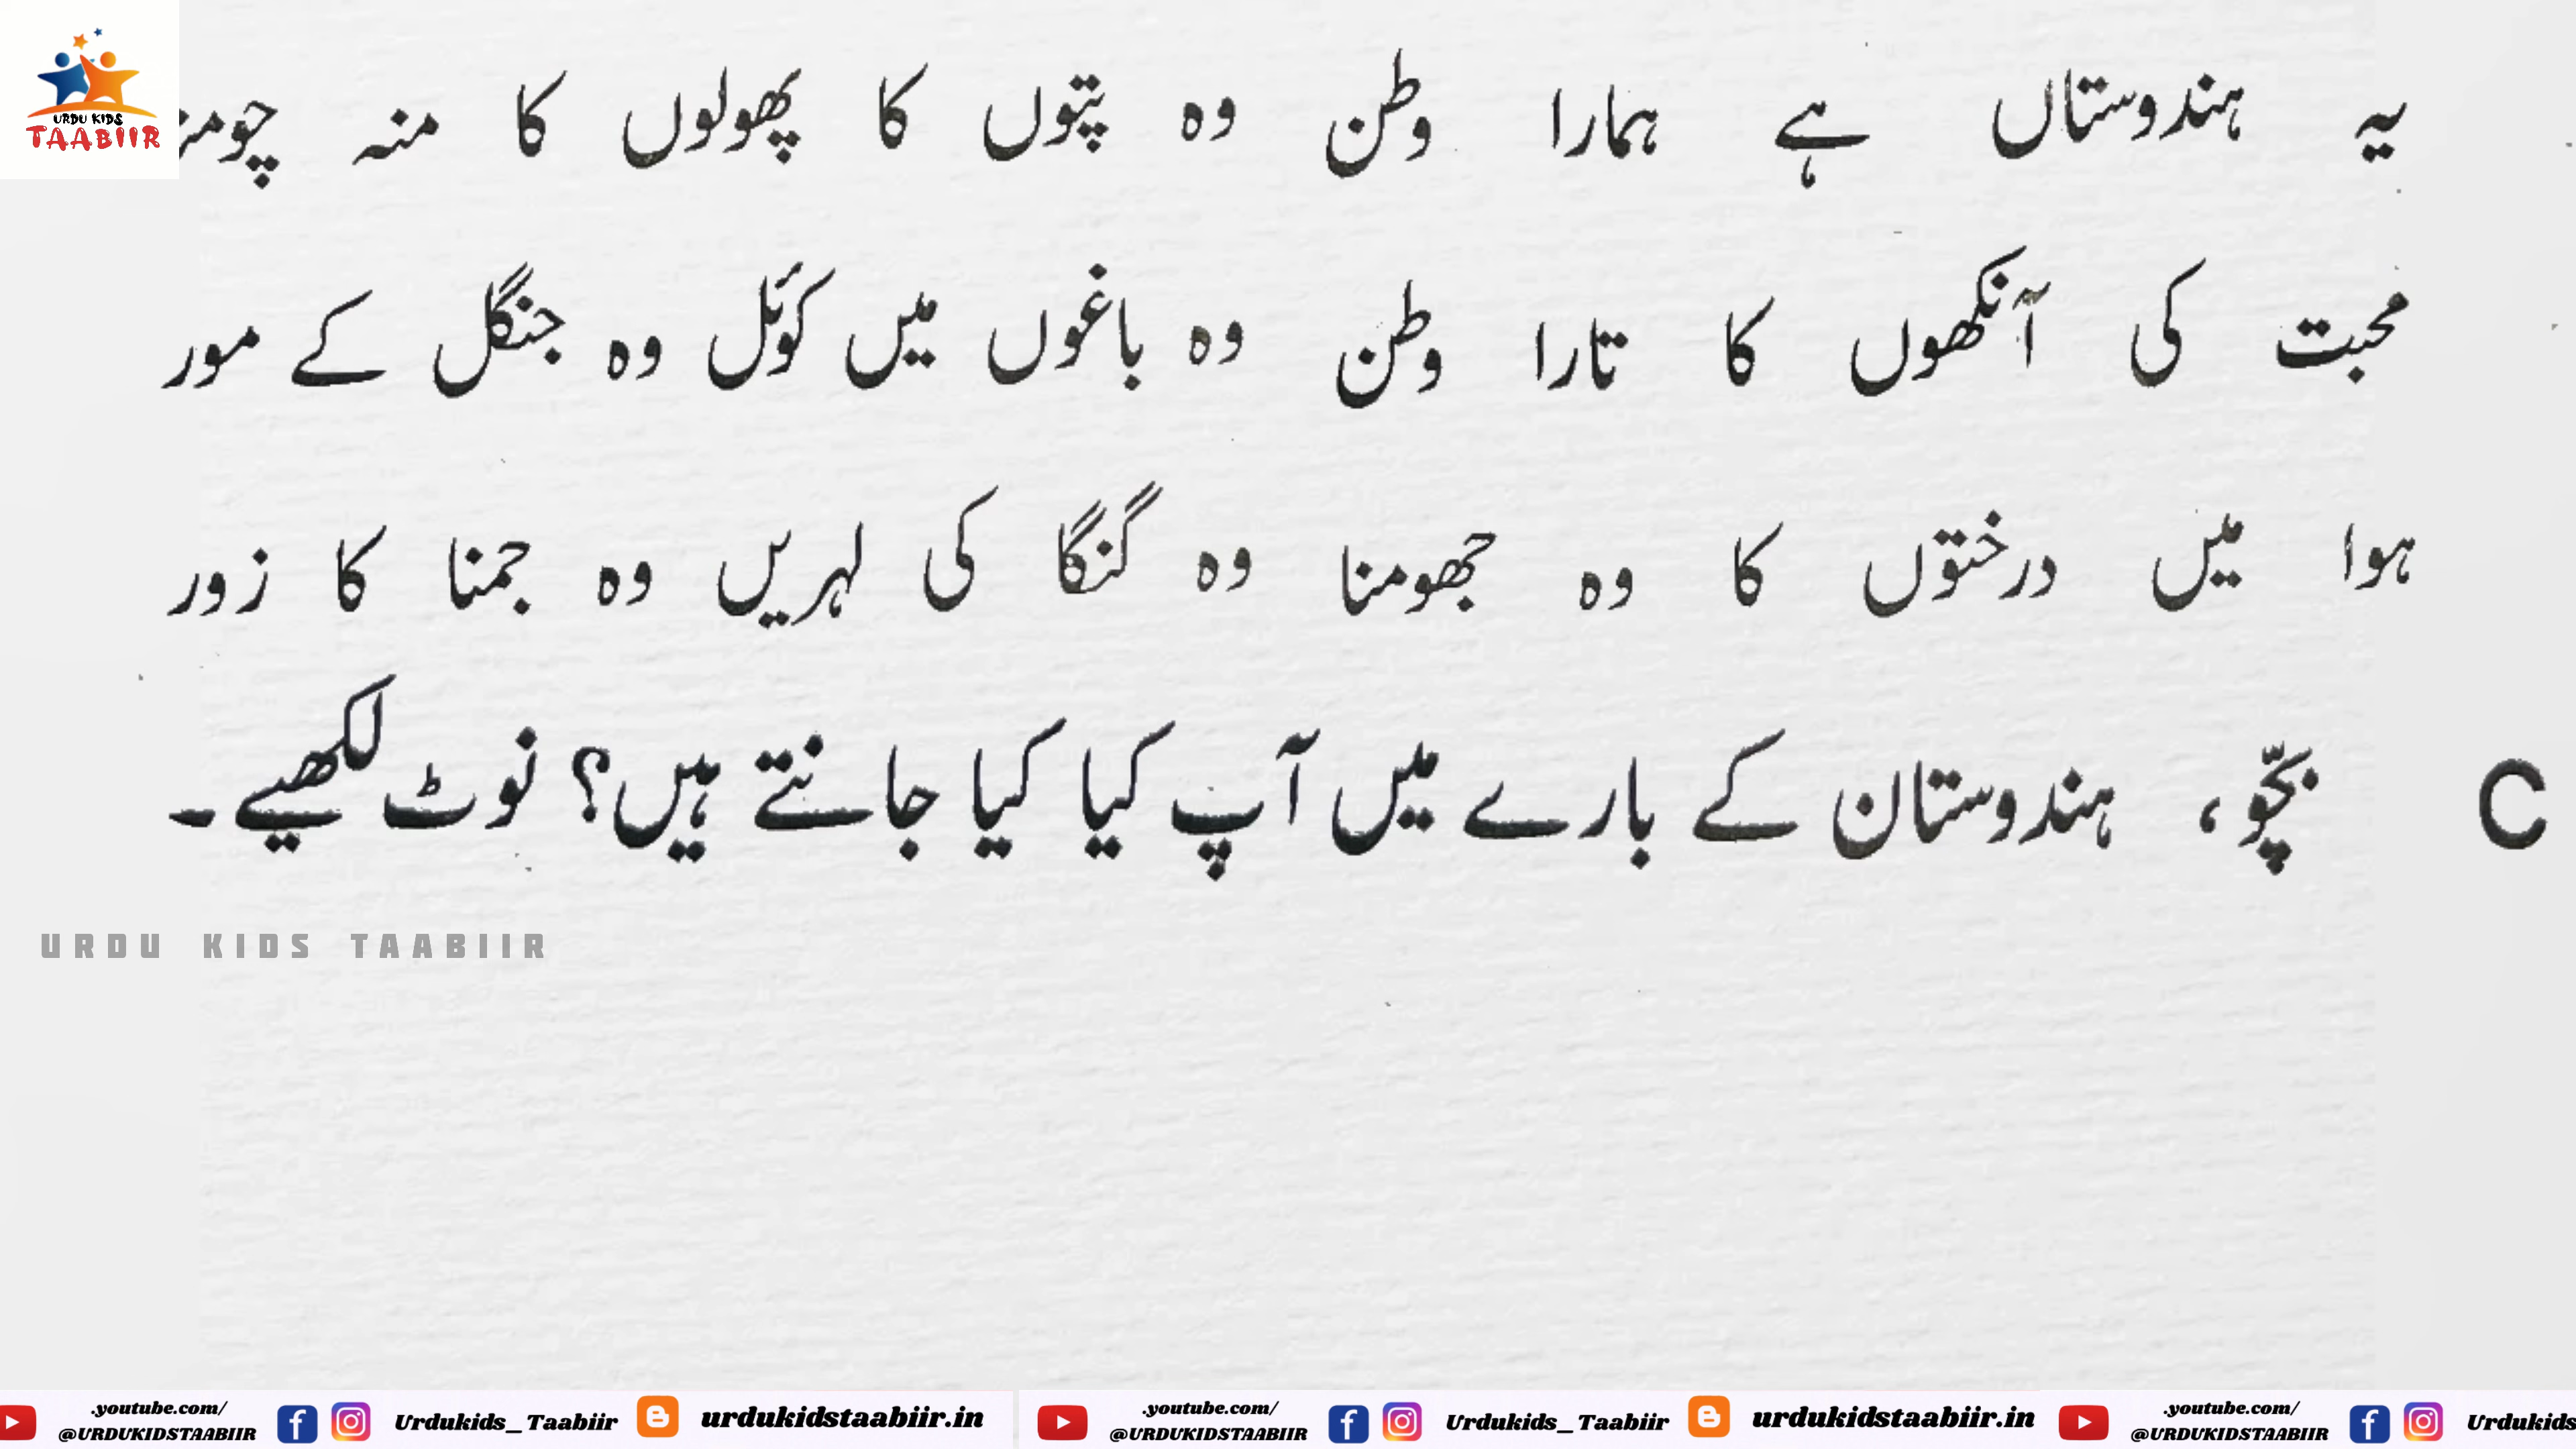 URDU KIDS
TAABIIR
یہ ہندوستاں ہے ہمارا وطن وہ پتوں کا پھولوں کا منہ
محبت کی آنکھوں کا تارا وطن وہ باغوں میں کوئل وہ جنگل کے مور
ہوا میں درختوں کا وہ جھومنا وہ گنگا کی لہریں وہ جمنا کا زور
C بچّو، ہندوستان کے بارے میں آپ کیا کیا جانتے ہیں؟ نوٹ لکھیے۔
URDU KIDS TAABIIR
.youtube.com/ @URDUKIDSTAABIIR Urdukids_Taabiir urdukidstaabiir.in .youtube.com/ @URDUKIDSTAABIIR Urdukids_Taabiir urdukidstaabiir.in .youtube.com/ @URDUKIDSTAABIIR